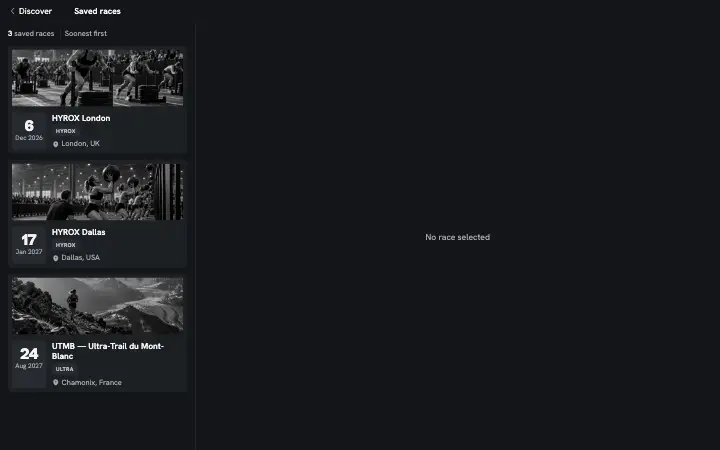 Discover
Saved races
3 saved races
Soonest first
6
Dec 2026
HYROX London
HYROX
London, UK
17
Jan 2027
HYROX Dallas
HYROX
Dallas, USA
24
Aug 2027
UTMB — Ultra-Trail du Mont-
Blanc
ULTRA
Chamonix, France
No race selected